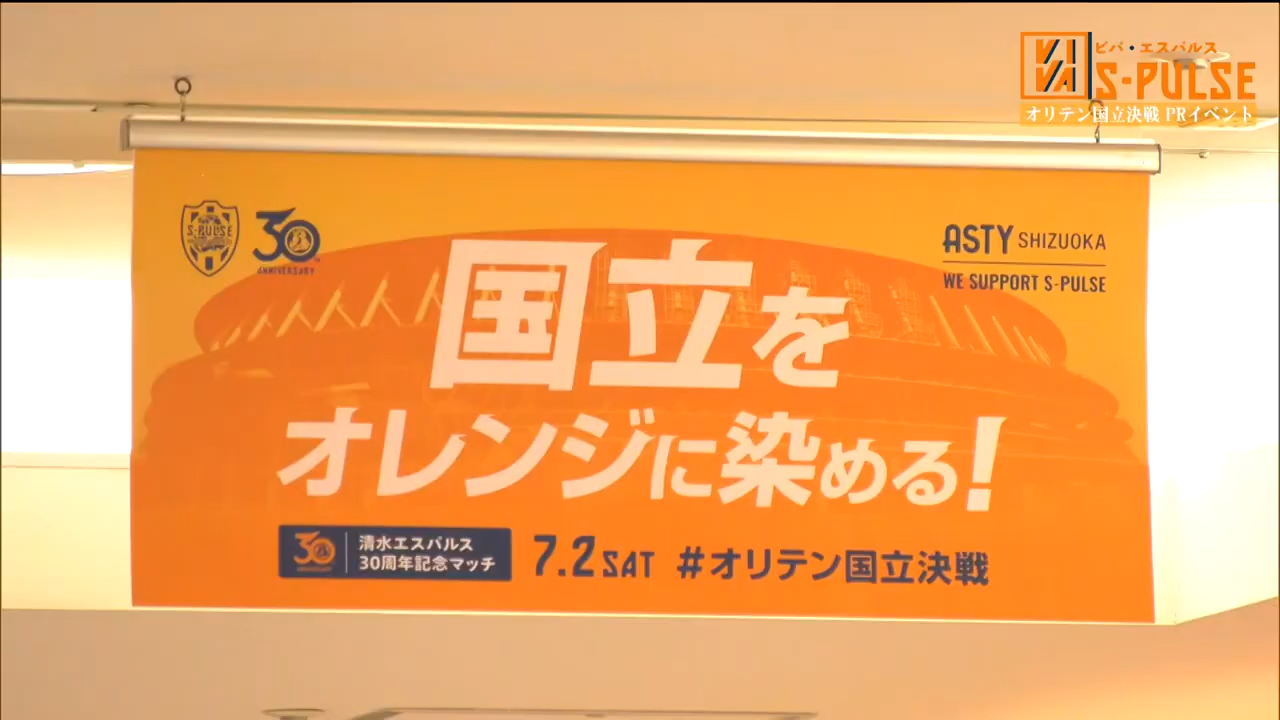 VIVA
ビバ・エスパルス
S-PULSE
オリテン国立決戦 PRイベント
S-PULSE
30
ANNIVERSARY
ASTY SHIZUOKA
WE SUPPORT S-PULSE
国立を
オレンジに染める!
30
清水エスパルス
30周年記念マッチ
7.2 SAT #オリテン国立決戦